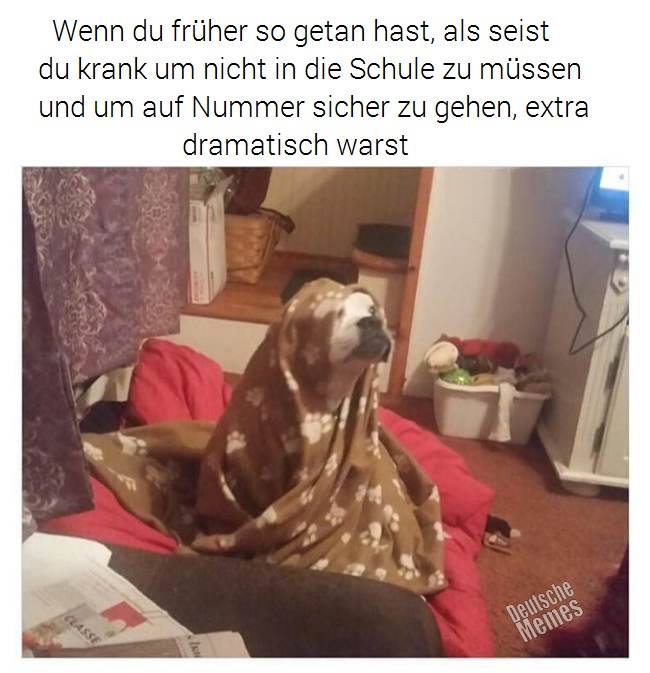 Wenn du früher so getan hast, als seist
du krank um nicht in die Schule zu müssen
und um auf Nummer sicher zu gehen, extra
dramatisch warst
CLASSE
Deutsche
Memes